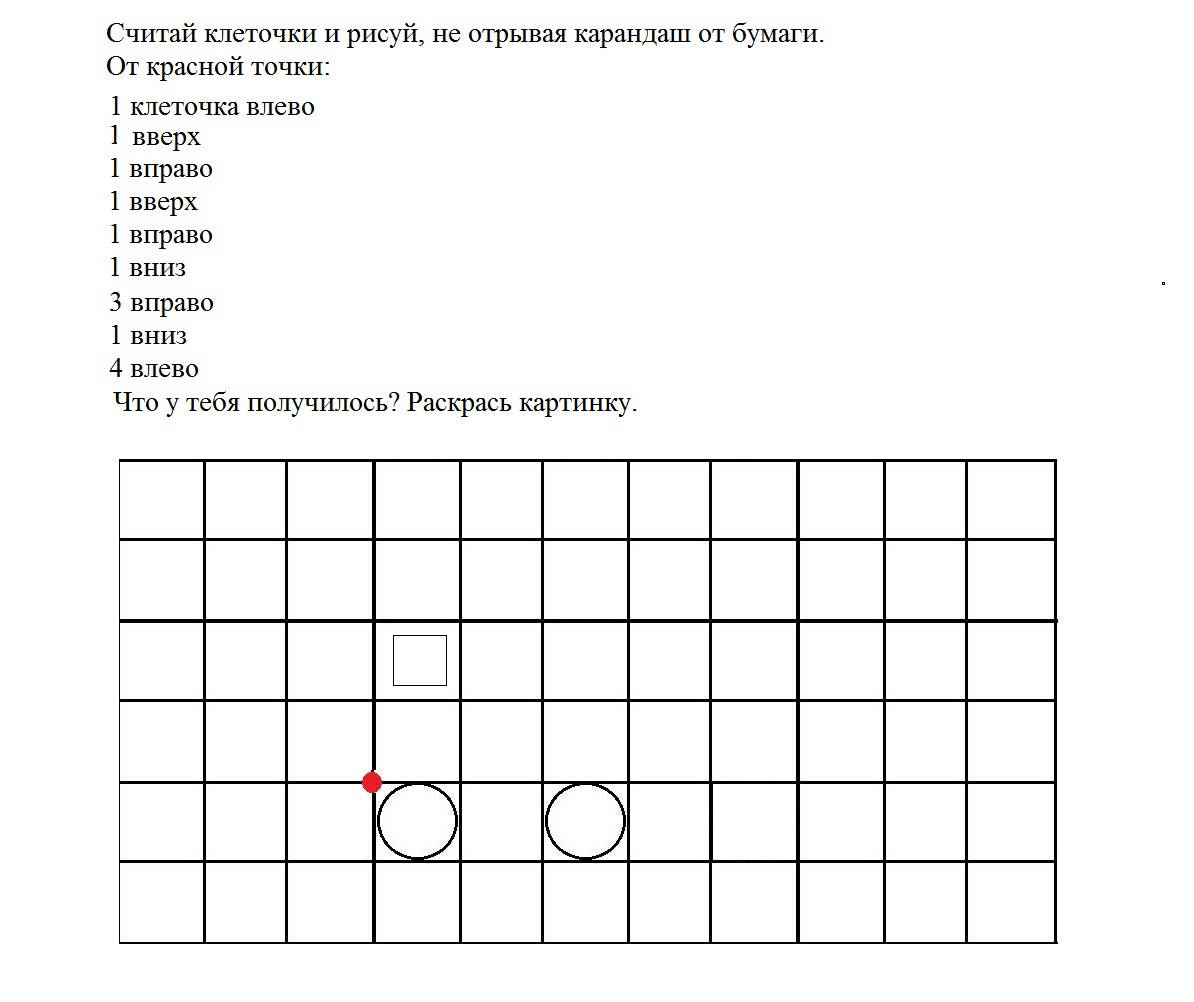 Считай клеточки и рисуй, не отрывая карандаш от бумаги.
От красной точки:
1 клеточка влево
1 вверх
1 вправо
1 вверх
1 вправо
1 вниз
3 вправо
1 вниз
4 влево
Что у тебя получилось? Раскрась картинку.